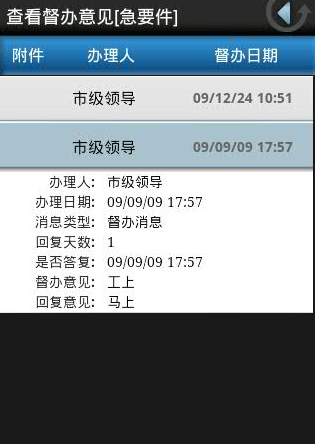 查看督办意见[急要件]
附件 办理人 督办日期
市级领导 09/12/24 10:51
市级领导 09/09/09 17:57
办理人: 市级领导
办理日期: 09/09/09 17:57
消息类型: 督办消息
回复天数: 1
是否答复: 09/09/09 17:57
督办意见: 工上
回复意见: 马上